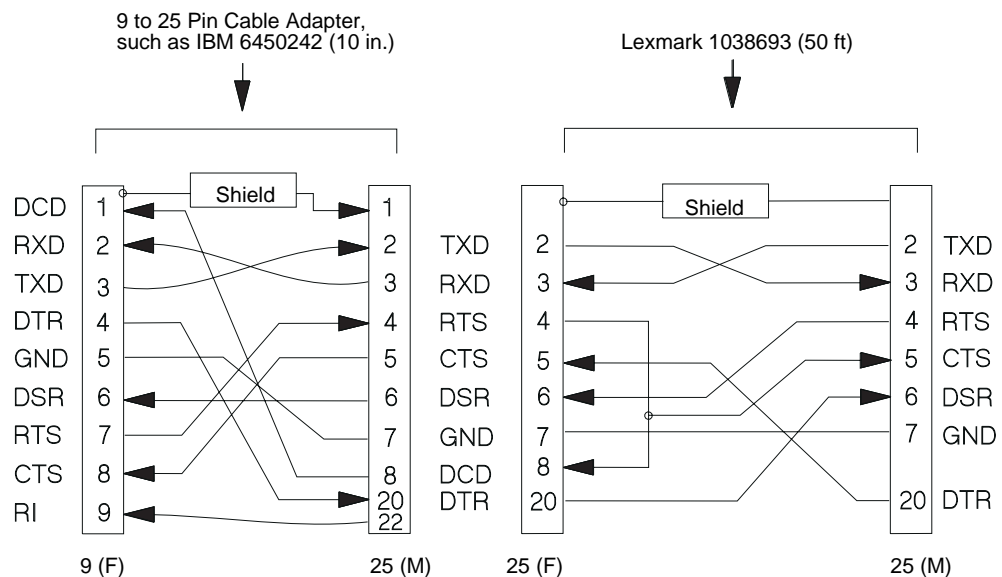 9 to 25 Pin Cable Adapter,
such as IBM 6450242 (10 in.)
Lexmark 1038693 (50 ft)
Shield
DCD 1 1
RXD 2 2
TXD 3 3
DTR 4 4
GND 5 5
DSR 6 6
RTS 7 7
CTS 8 8
20
RI 9 22
9 (F) 25 (M)
Shield
TXD 2 2 TXD
RXD 3 3 RXD
RTS 4 4 RTS
CTS 5 5 CTS
DSR 6 6 DSR
GND 7 7 GND
DCD 8
DTR 20 20 DTR
25 (F) 25 (M)